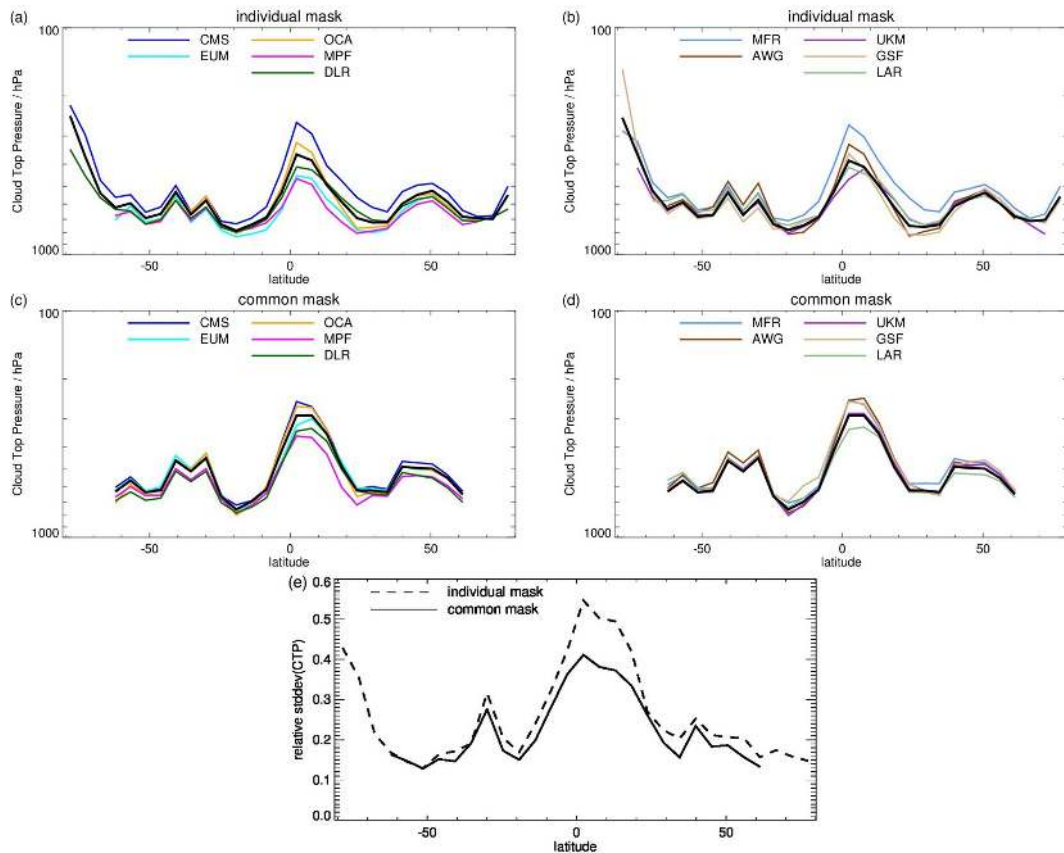 (a) individual mask
100
CMS OCA
EUM MPF
DLR
Cloud Top Pressure / hPa
1000
-50 0 50
latitude
(b) individual mask
100
MFR UKM
AWG GSF
LAR
Cloud Top Pressure / hPa
1000
-50 0 50
latitude
(c) common mask
100
CMS OCA
EUM MPF
DLR
Cloud Top Pressure / hPa
1000
-50 0 50
latitude
(d) common mask
100
MFR UKM
AWG GSF
LAR
Cloud Top Pressure / hPa
1000
-50 0 50
latitude
(e)
individual mask
common mask
relative stddev(CTP)
0.6
0.5
0.4
0.3
0.2
0.1
0.0
-50 0 50
latitude